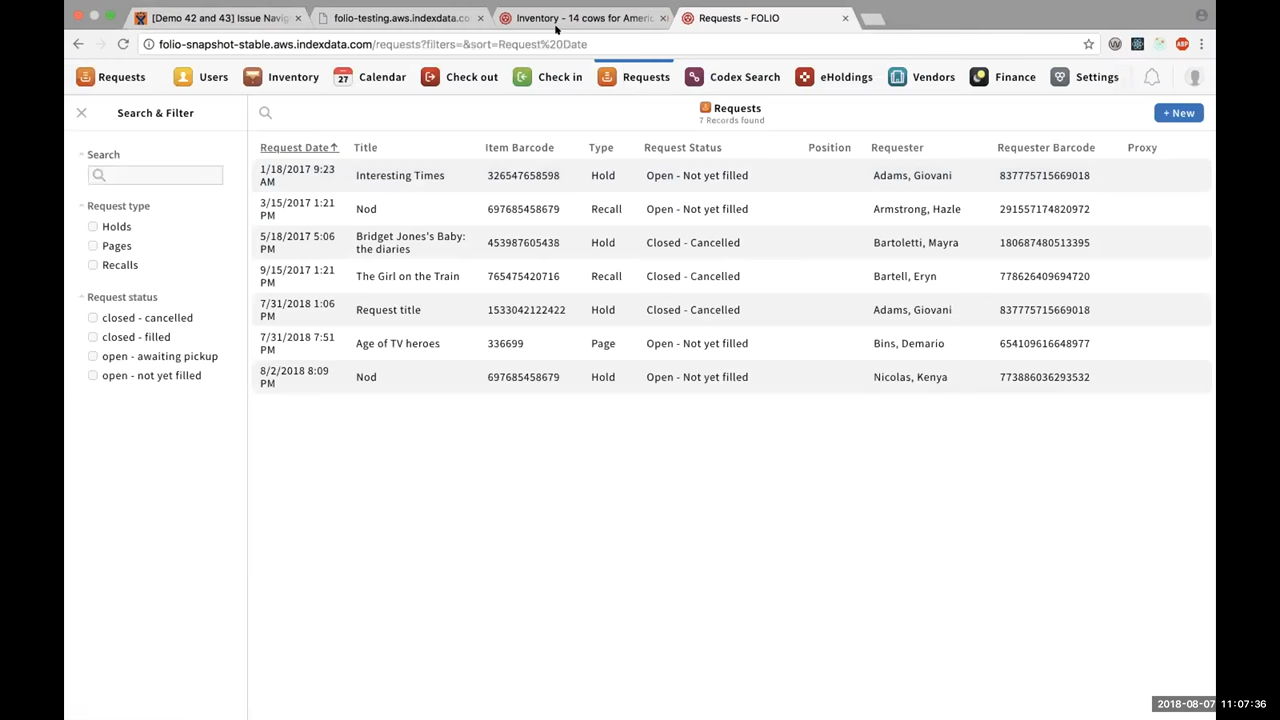 [Demo 42 and 43] Issue Navig
folio-testing.aws.indexdata.co
Inventory - 14 cows for Americ
Requests - FOLIO
folio-snapshot-stable.aws.indexdata.com/requests?filters=&sort=Request%20Date
ABP
Requests
Users
Inventory
27 Calendar
Check out
Check in
Requests
Codex Search
eHoldings
Vendors
Finance
Settings
Search & Filter
Requests
7 Records found
+ New
Search
Request type
Holds
Pages
Recalls
Request status
closed - cancelled
closed - filled
open - awaiting pickup
open - not yet filled
Request Date↑ Title Item Barcode Type Request Status Position Requester Requester Barcode Proxy
1/18/2017 9:23 AM Interesting Times 326547658598 Hold Open - Not yet filled Adams, Giovani 837775715669018
3/15/2017 1:21 PM Nod 697685458679 Recall Open - Not yet filled Armstrong, Hazle 291557174820972
5/18/2017 5:06 PM Bridget Jones's Baby: the diaries 453987605438 Hold Closed - Cancelled Bartoletti, Mayra 180687480513395
9/15/2017 1:21 PM The Girl on the Train 765475420716 Recall Closed - Cancelled Bartell, Eryn 778626409694720
7/31/2018 1:06 PM Request title 1533042122422 Hold Closed - Cancelled Adams, Giovani 837775715669018
7/31/2018 7:51 PM Age of TV heroes 336699 Page Open - Not yet filled Bins, Demario 654109616648977
8/2/2018 8:09 PM Nod 697685458679 Hold Open - Not yet filled Nicolas, Kenya 773886036293532
2018-08-07 11:07:36